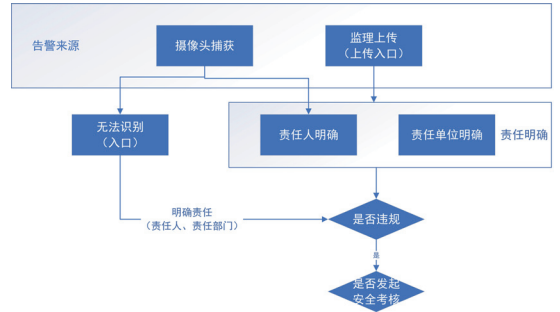 告警来源
摄像头捕获
监理上传
（上传入口）
无法识别
（入口）
责任人明确
责任单位明确
责任明确
明确责任
（责任人、责任部门）
是否违规
是
是否发起
安全考核